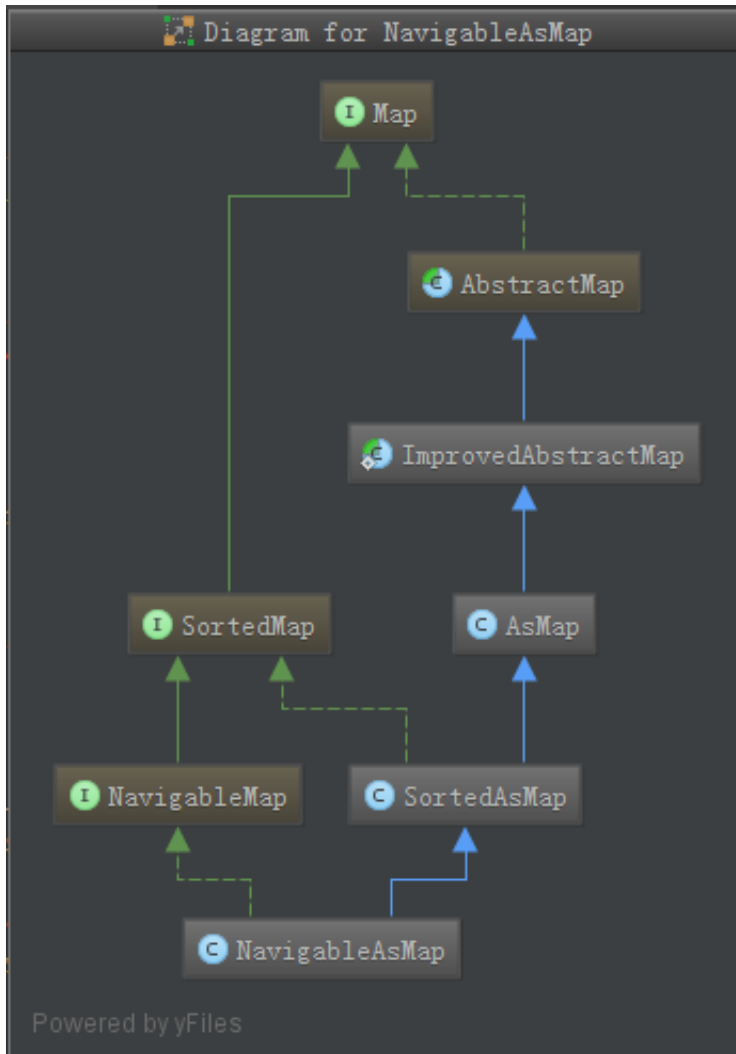 Diagram for NavigableAsMap
I Map
C AbstractMap
C ImprovedAbstractMap
I SortedMap
C AsMap
I NavigableMap
C SortedAsMap
C NavigableAsMap
Powered by yFiles